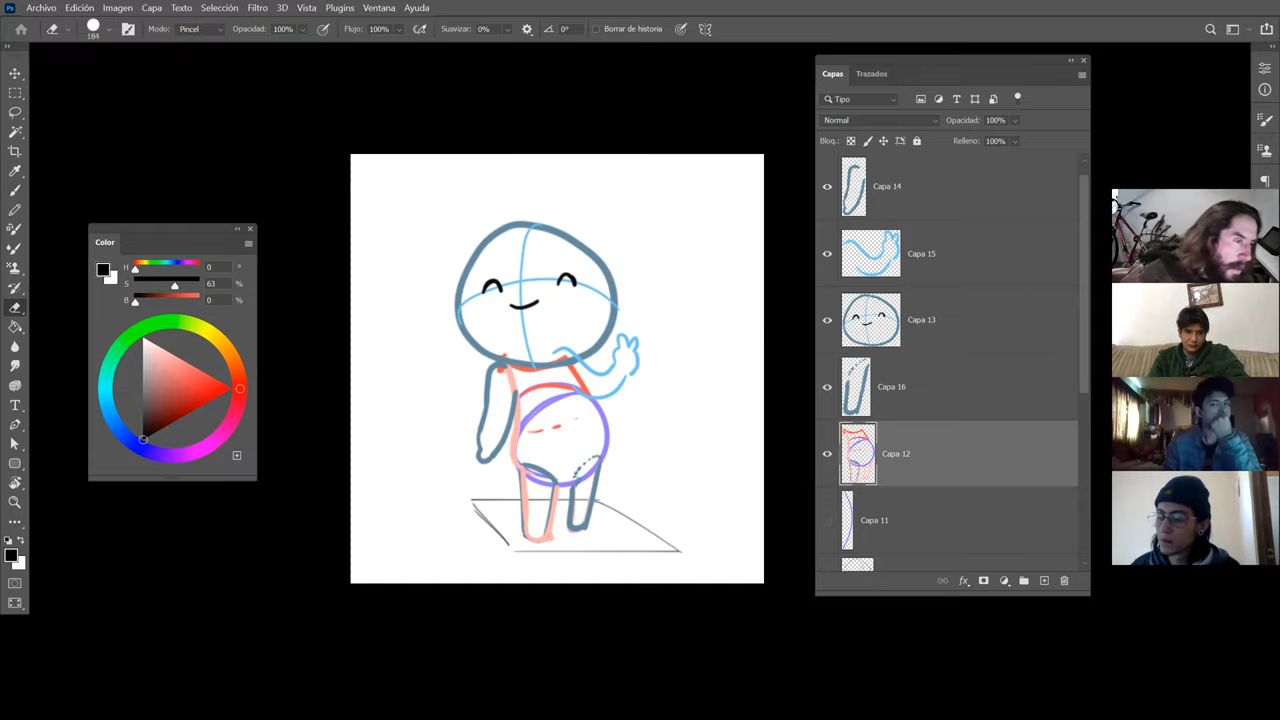 Ps Archivo Edición Imagen Capa Texto Selección Filtro 3D Vista Plugins Ventana Ayuda
184 Modo: Pincel Opacidad: 100% Flujo: 100% Suavizar: 0% 0° Borrar de historia
Capas Trazados
Tipo
Normal Opacidad: 100%
Bloq.: Relleno: 100%
Capa 14
Capa 15
Capa 13
Capa 16
Capa 12
Capa 11
Color
H 0 °
S 63 %
B 0 %